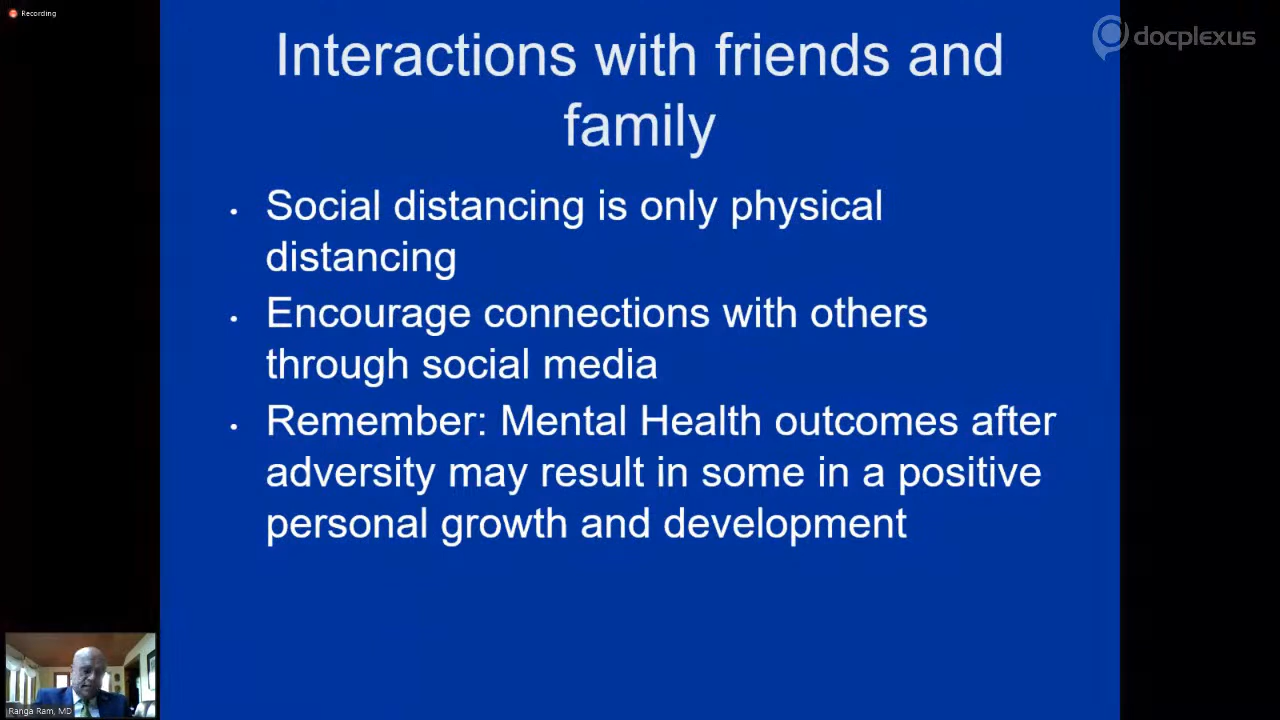 Recording
docplexus
Interactions with friends and
family
• Social distancing is only physical
distancing
• Encourage connections with others
through social media
• Remember: Mental Health outcomes after
adversity may result in some in a positive
personal growth and development
Ranga Ram, MD